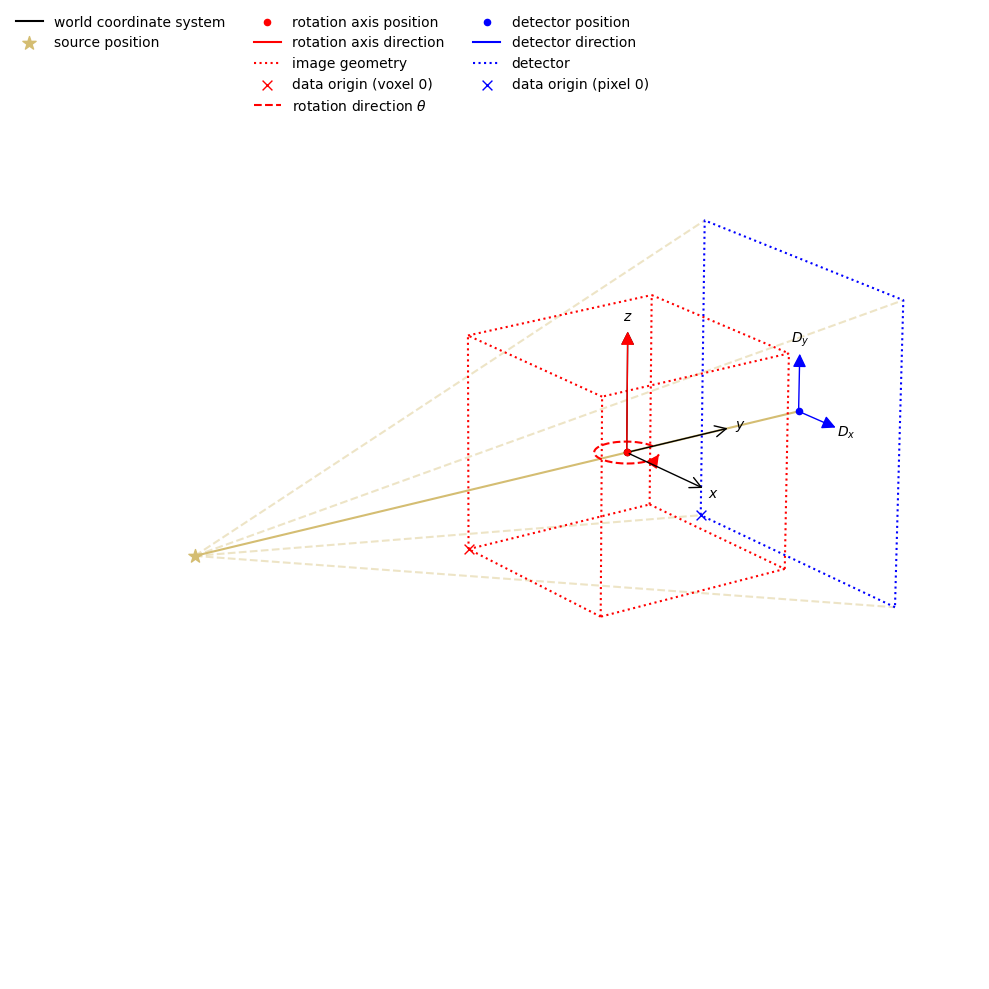 world coordinate system
source position
rotation axis position
rotation axis direction
image geometry
data origin (voxel 0)
rotation direction θ
detector position
detector direction
detector
data origin (pixel 0)
z
D_y
y
D_x
x